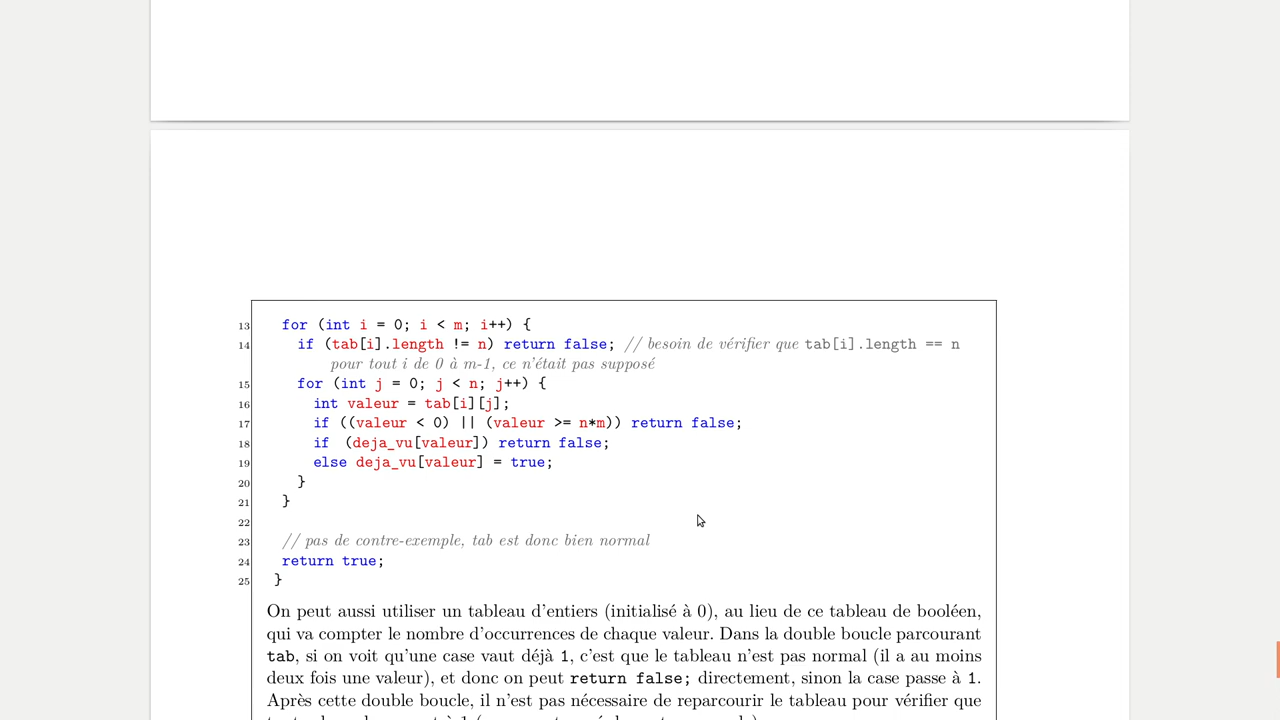 13 for (int i = 0; i < m; i++) {
14 if (tab[i].length != n) return false; // besoin de vérifier que tab[i].length == n
pour tout i de 0 à m-1, ce n'était pas supposé
15 for (int j = 0; j < n; j++) {
16 int valeur = tab[i][j];
17 if ((valeur < 0) || (valeur >= n*m)) return false;
18 if (deja_vu[valeur]) return false;
19 else deja_vu[valeur] = true;
20 }
21 }
22
23 // pas de contre-exemple, tab est donc bien normal
24 return true;
25 }
On peut aussi utiliser un tableau d'entiers (initialisé à 0), au lieu de ce tableau de booléen,
qui va compter le nombre d'occurrences de chaque valeur. Dans la double boucle parcourant
tab, si on voit qu'une case vaut déjà 1, c'est que le tableau n'est pas normal (il a au moins
deux fois une valeur), et donc on peut return false; directement, sinon la case passe à 1.
Après cette double boucle, il n'est pas nécessaire de reparcourir le tableau pour vérifier que